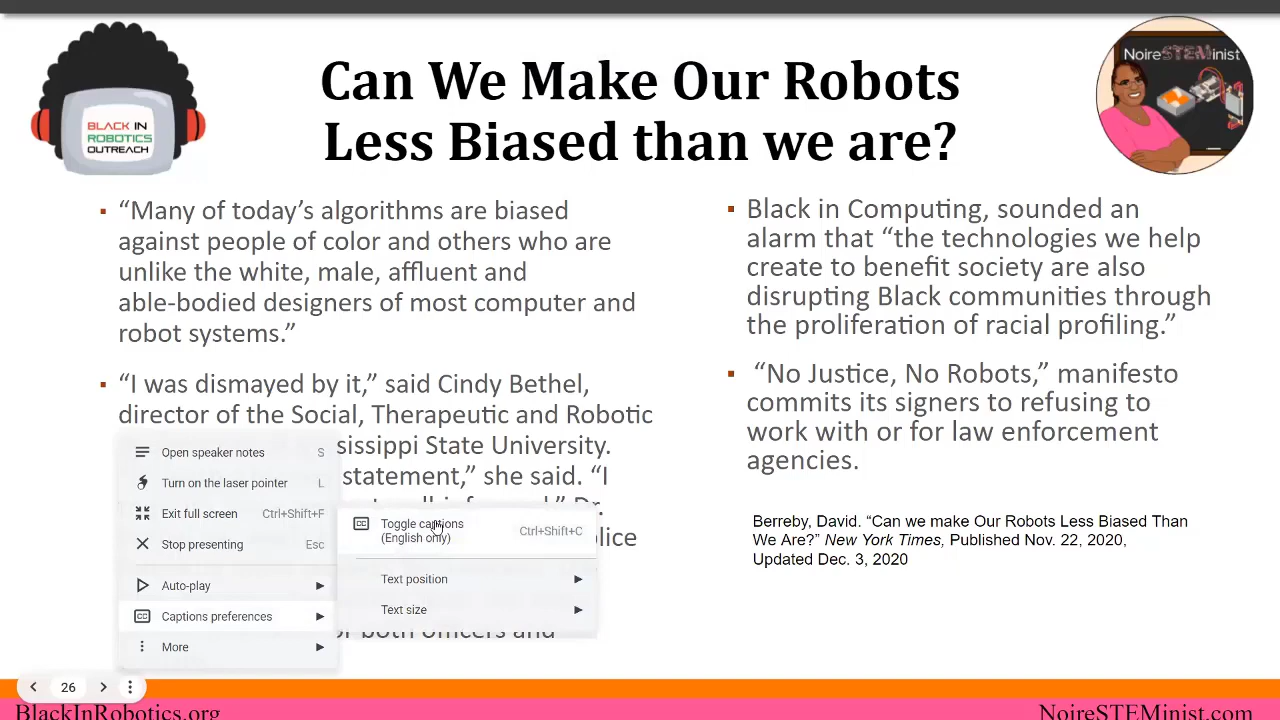 BLACK IN
ROBOTICS
OUTREACH
Can We Make Our Robots
Less Biased than we are?
NoireSTEMinist
▪ “Many of today’s algorithms are biased
against people of color and others who are
unlike the white, male, affluent and
able-bodied designers of most computer and
robot systems.”
▪ “I was dismayed by it,” said Cindy Bethel,
director of the Social, Therapeutic and Robotic
sissippi State University.
statement,” she said. “I
Dr.
olice
or both officers and
Open speaker notes S
Turn on the laser pointer L
Exit full screen Ctrl+Shift+F
Stop presenting Esc
Auto-play
Captions preferences
More
Toggle captions
(English only) Ctrl+Shift+C
Text position
Text size
▪ Black in Computing, sounded an
alarm that “the technologies we help
create to benefit society are also
disrupting Black communities through
the proliferation of racial profiling.”
▪ “No Justice, No Robots,” manifesto
commits its signers to refusing to
work with or for law enforcement
agencies.
Berreby, David. “Can we make Our Robots Less Biased Than
We Are?” New York Times, Published Nov. 22, 2020,
Updated Dec. 3, 2020
26
BlackInRobotics.org
NoireSTEMinist.com